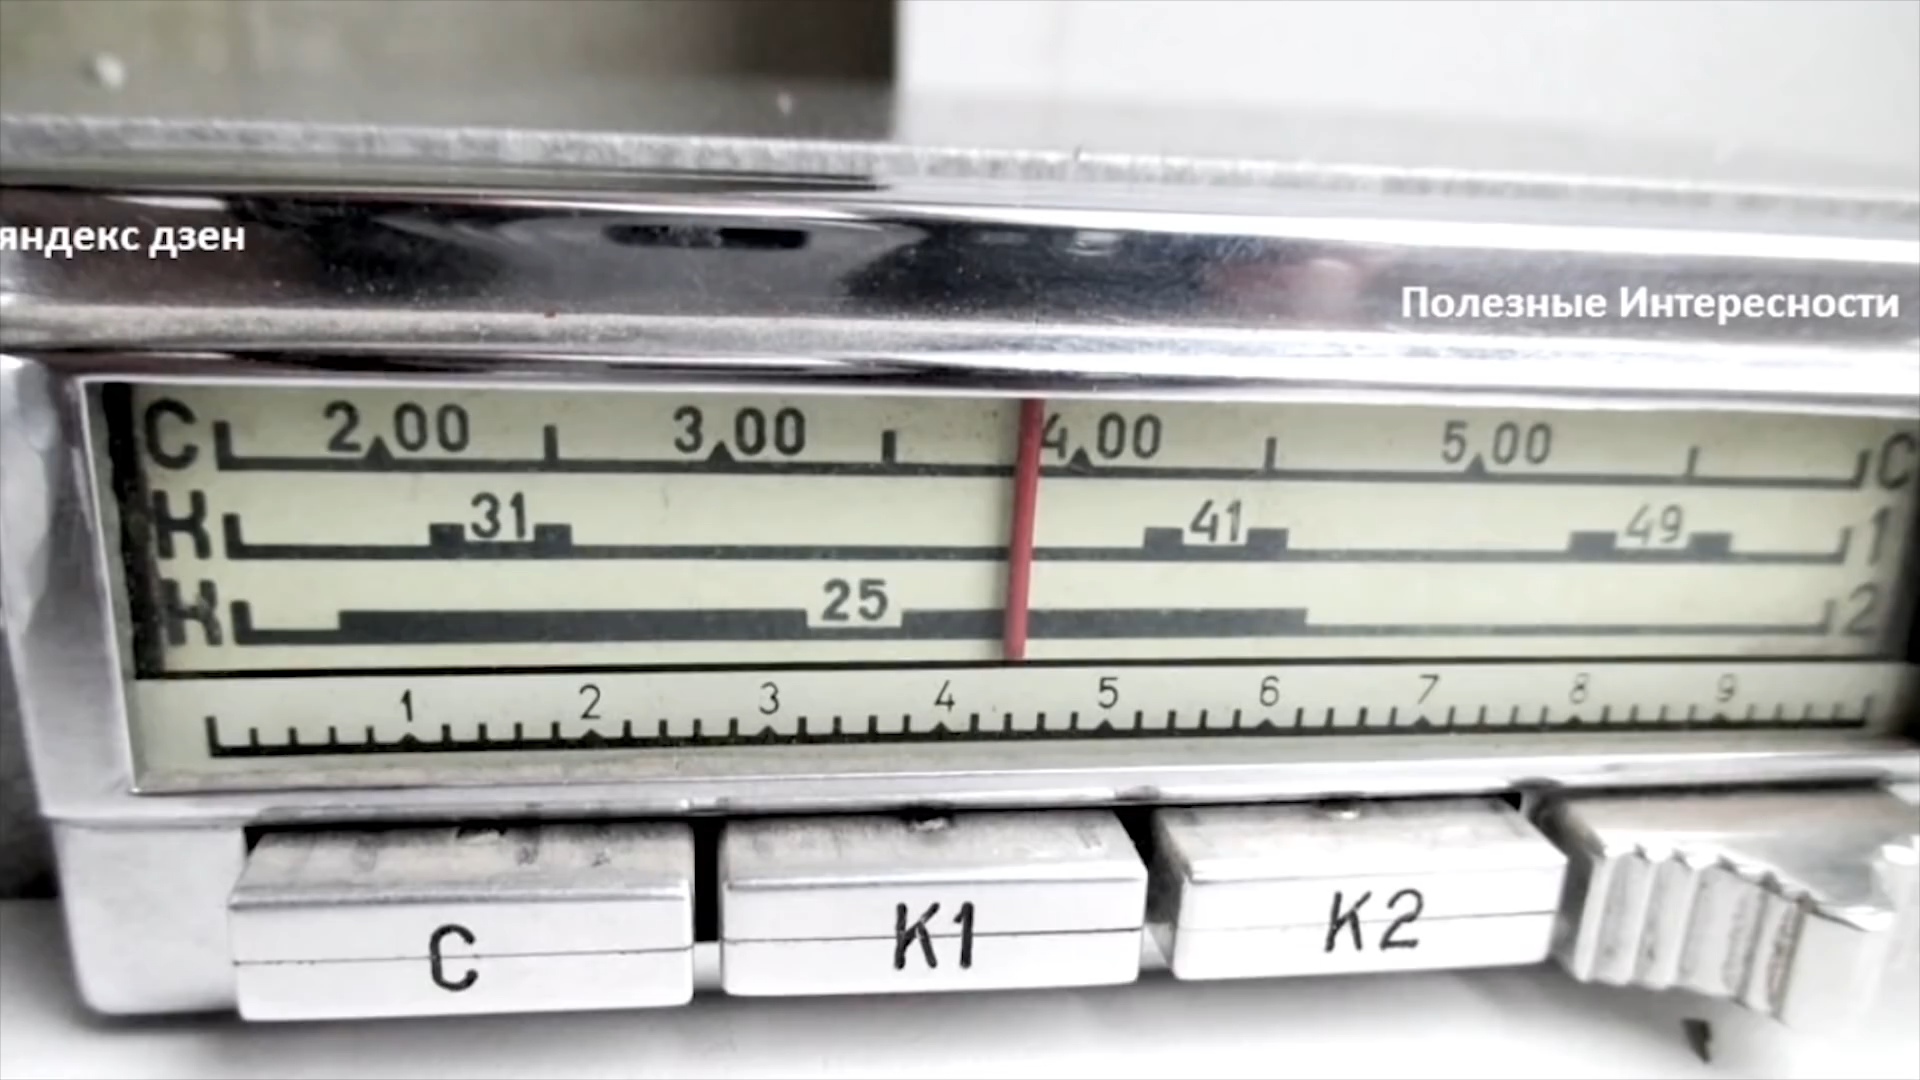 яндекс дзен
Полезные Интересности
С 2,00 3,00 4,00 5,00 С
К 31 41 49 1
К 25 2
1 2 3 4 5 6 7 8 9
С К1 К2